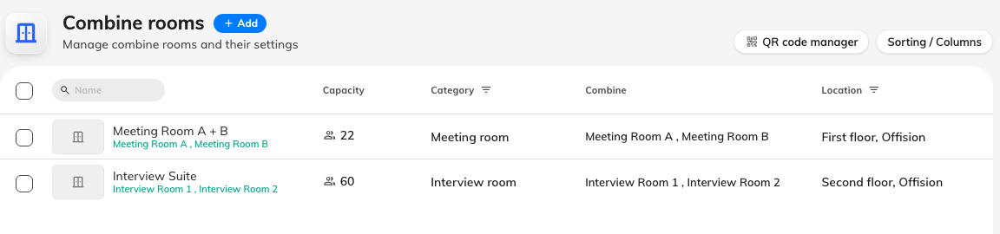 Combine rooms
+ Add
Manage combine rooms and their settings
QR code manager
Sorting / Columns
Name
Capacity
Category
Combine
Location
Meeting Room A + B
Meeting Room A , Meeting Room B
22
Meeting room
Meeting Room A , Meeting Room B
First floor, Offision
Interview Suite
Interview Room 1 , Interview Room 2
60
Interview room
Interview Room 1 , Interview Room 2
Second floor, Offision